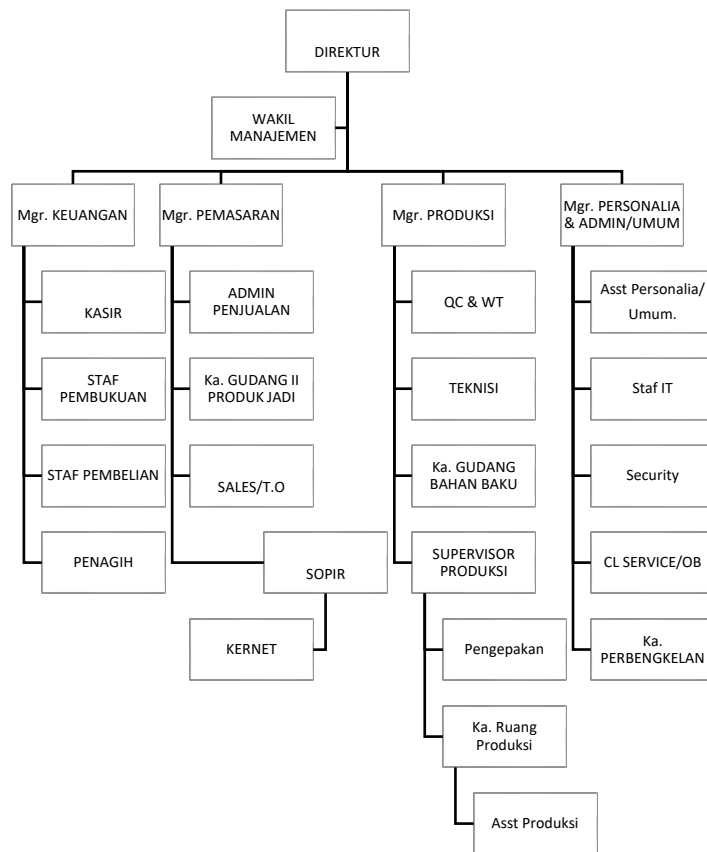 DIREKTUR
WAKIL
MANAJEMEN
Mgr. KEUANGAN
Mgr. PEMASARAN
Mgr. PRODUKSI
Mgr. PERSONALIA
& ADMIN/UMUM
KASIR
ADMIN
PENJUALAN
QC & WT
Asst Personalia/
Umum.
STAF
PEMBUKUAN
Ka. GUDANG II
PRODUK JADI
TEKNISI
Staf IT
STAF PEMBELIAN
SALES/T.O
Ka. GUDANG
BAHAN BAKU
Security
PENAGIH
SOPIR
SUPERVISOR
PRODUKSI
CL SERVICE/OB
KERNET
Pengepakan
Ka.
PERBENGKELAN
Ka. Ruang
Produksi
Asst Produksi